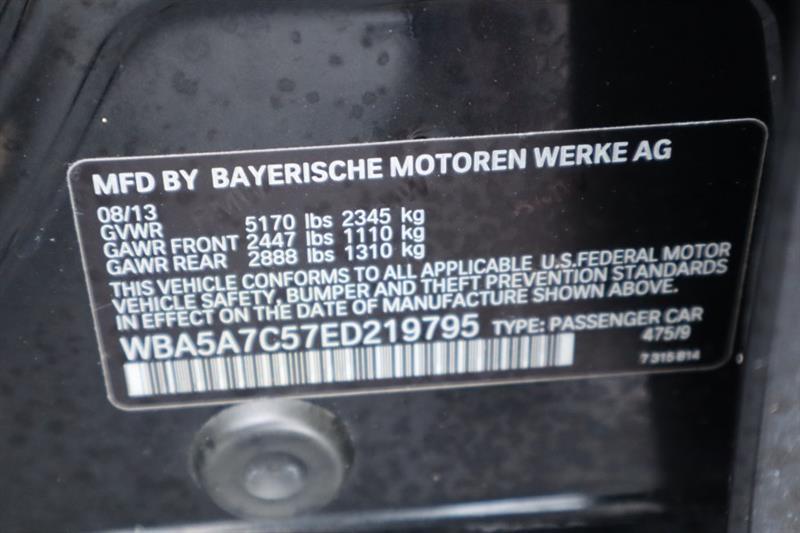 MFD BY BAYERISCHE MOTOREN WERKE AG
08/13
GVWR 5170 lbs 2345 kg
GAWR FRONT 2447 lbs 1110 kg
GAWR REAR 2888 lbs 1310 kg
THIS VEHICLE CONFORMS TO ALL APPLICABLE U.S.FEDERAL MOTOR
VEHICLE SAFETY, BUMPER AND THEFT PREVENTION STANDARDS
IN EFFECT ON THE DATE OF MANUFACTURE SHOWN ABOVE.
WBA5A7C57ED219795 TYPE: PASSENGER CAR
475/9
7 315 814